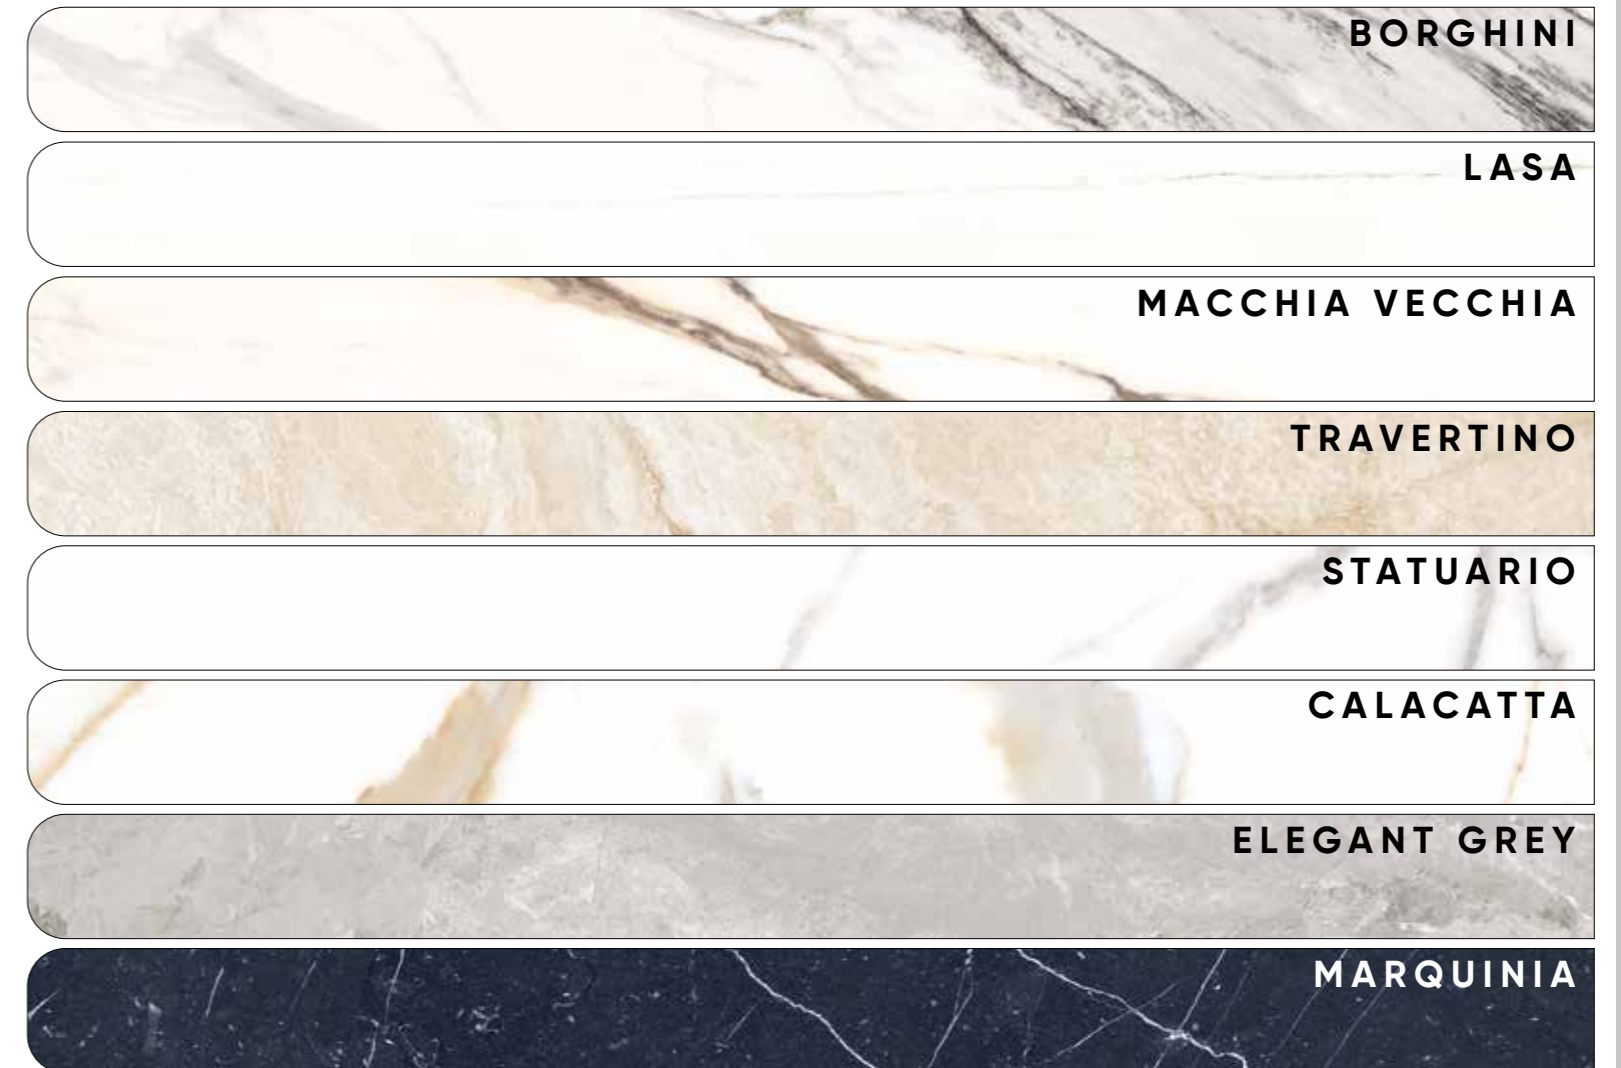 BORGHINI
LASA
MACCHIA VECCHIA
TRAVERTINO
STATUARIO
CALACATTA
ELEGANT GREY
MARQUINIA